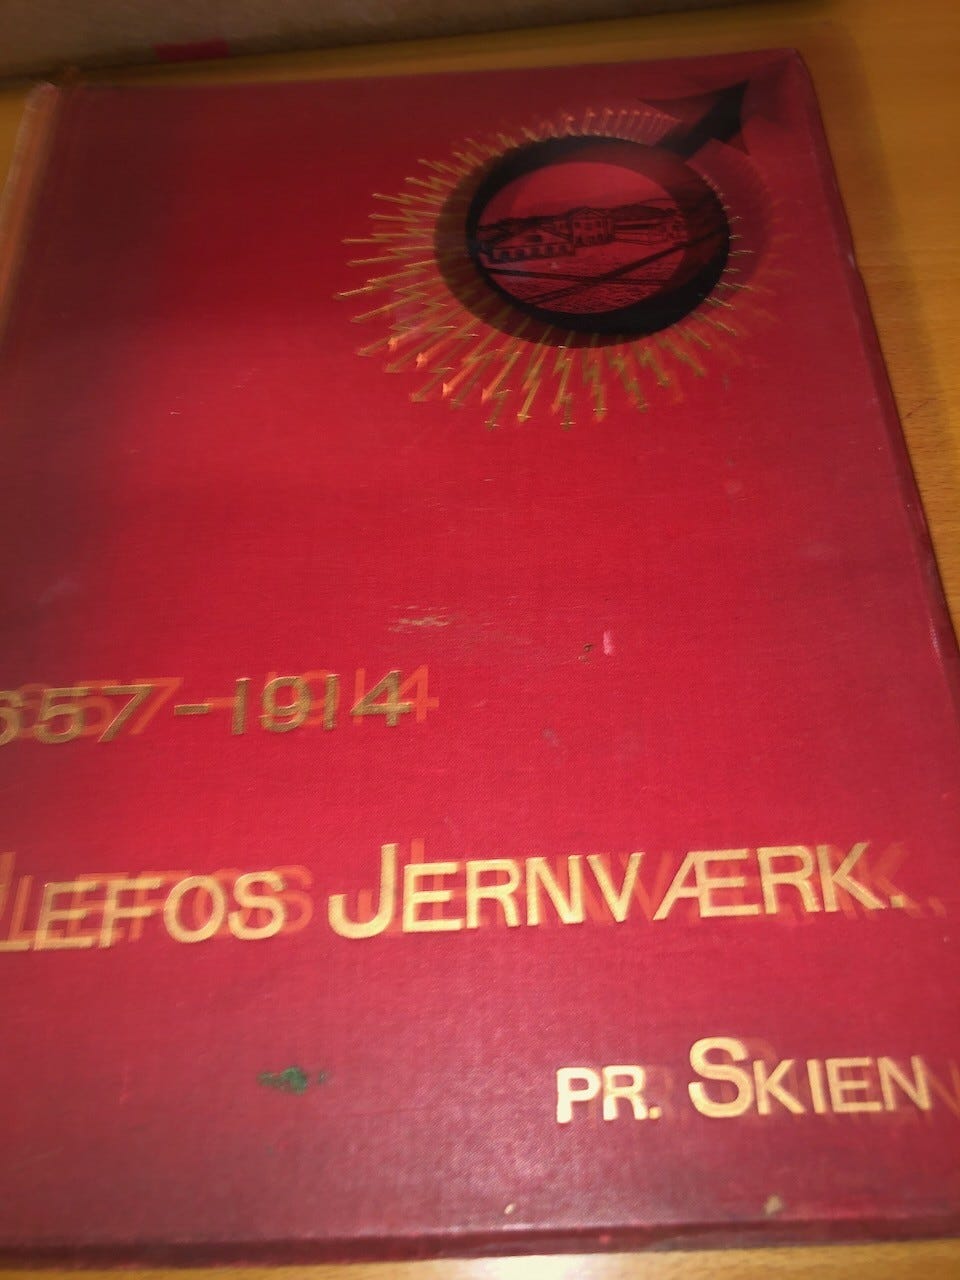 657-1914
LEFOS JERNVÆRK.
PR. SKIEN